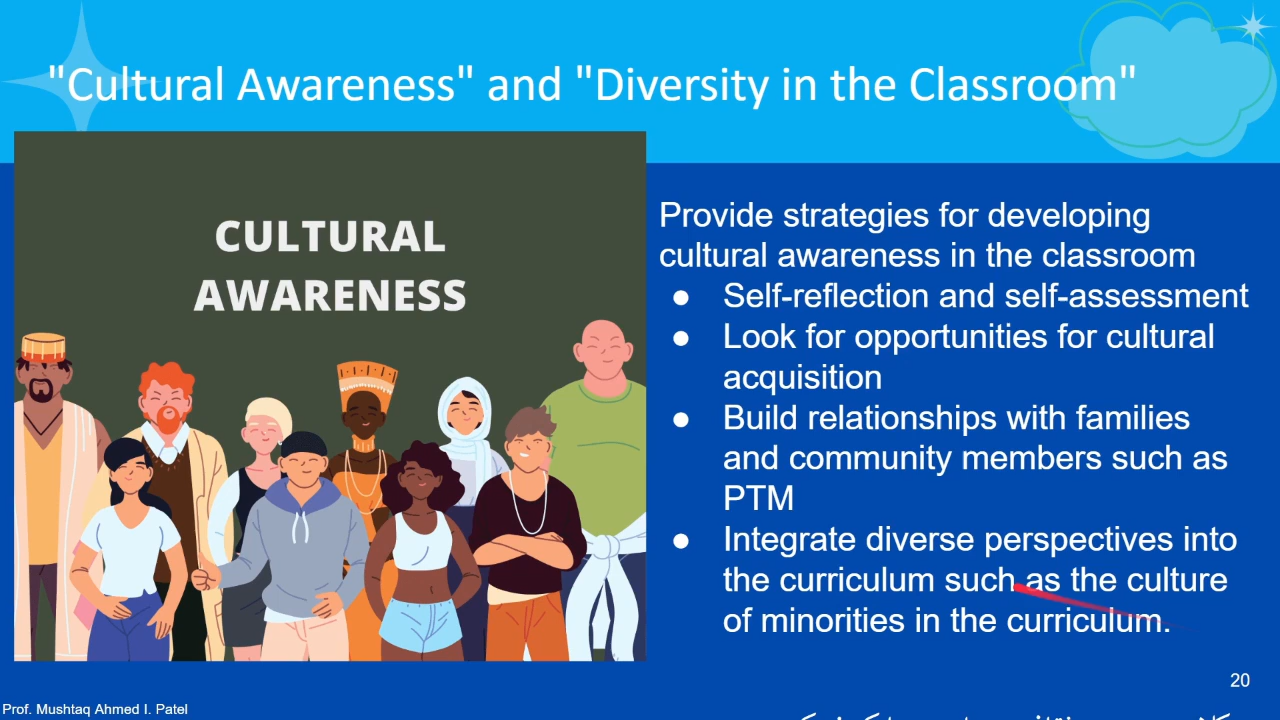 "Cultural Awareness" and "Diversity in the Classroom"
CULTURAL
AWARENESS
Provide strategies for developing
cultural awareness in the classroom
● Self-reflection and self-assessment
● Look for opportunities for cultural
acquisition
● Build relationships with families
and community members such as
PTM
● Integrate diverse perspectives into
the curriculum such as the culture
of minorities in the curriculum.
20
Prof. Mushtaq Ahmed I. Patel